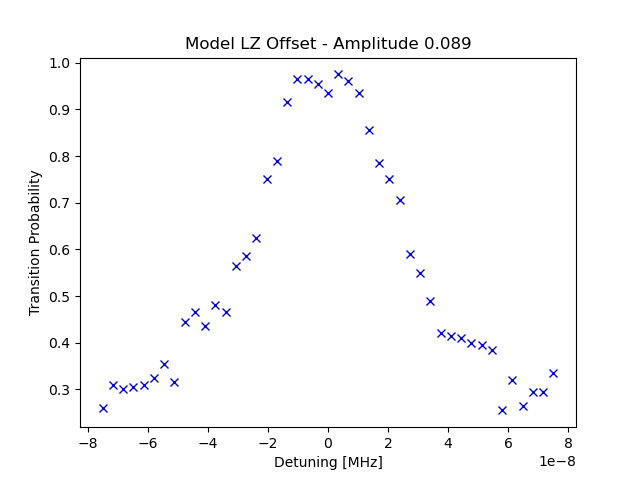 Model LZ Offset - Amplitude 0.089
Transition Probability
1.0
0.9
0.8
0.7
0.6
0.5
0.4
0.3
−8 −6 −4 −2 0 2 4 6 8
1e−8
Detuning [MHz]